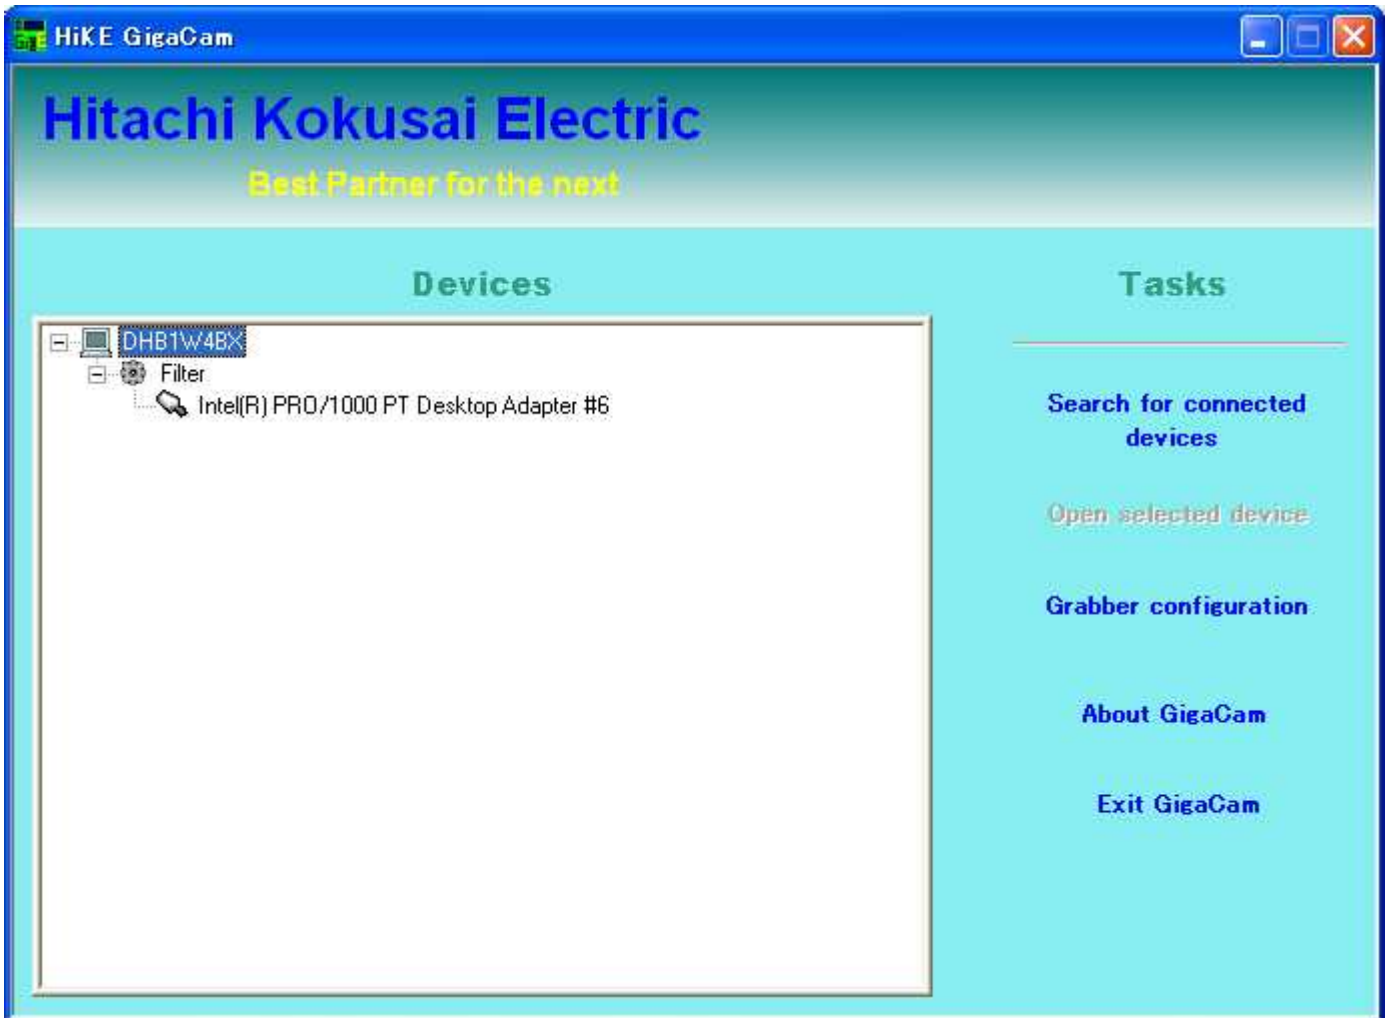 HiKE GigaCam
Hitachi Kokusai Electric
Best Partner for the next
Devices
DHB1W4BX
Filter
Intel(R) PRO/1000 PT Desktop Adapter #6
Tasks
Search for connected
devices
Open selected device
Grabber configuration
About GigaCam
Exit GigaCam